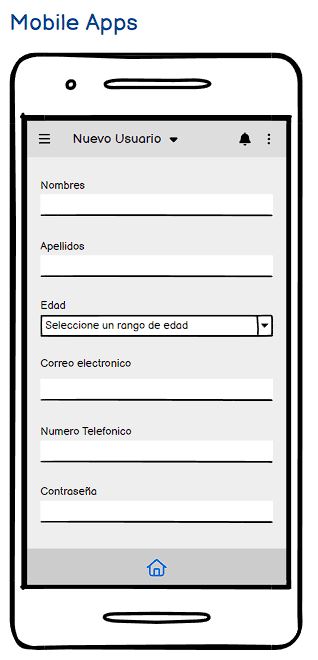 Mobile Apps
Nuevo Usuario
Nombres
Apellidos
Edad
Seleccione un rango de edad
Correo electronico
Numero Telefonico
Contraseña